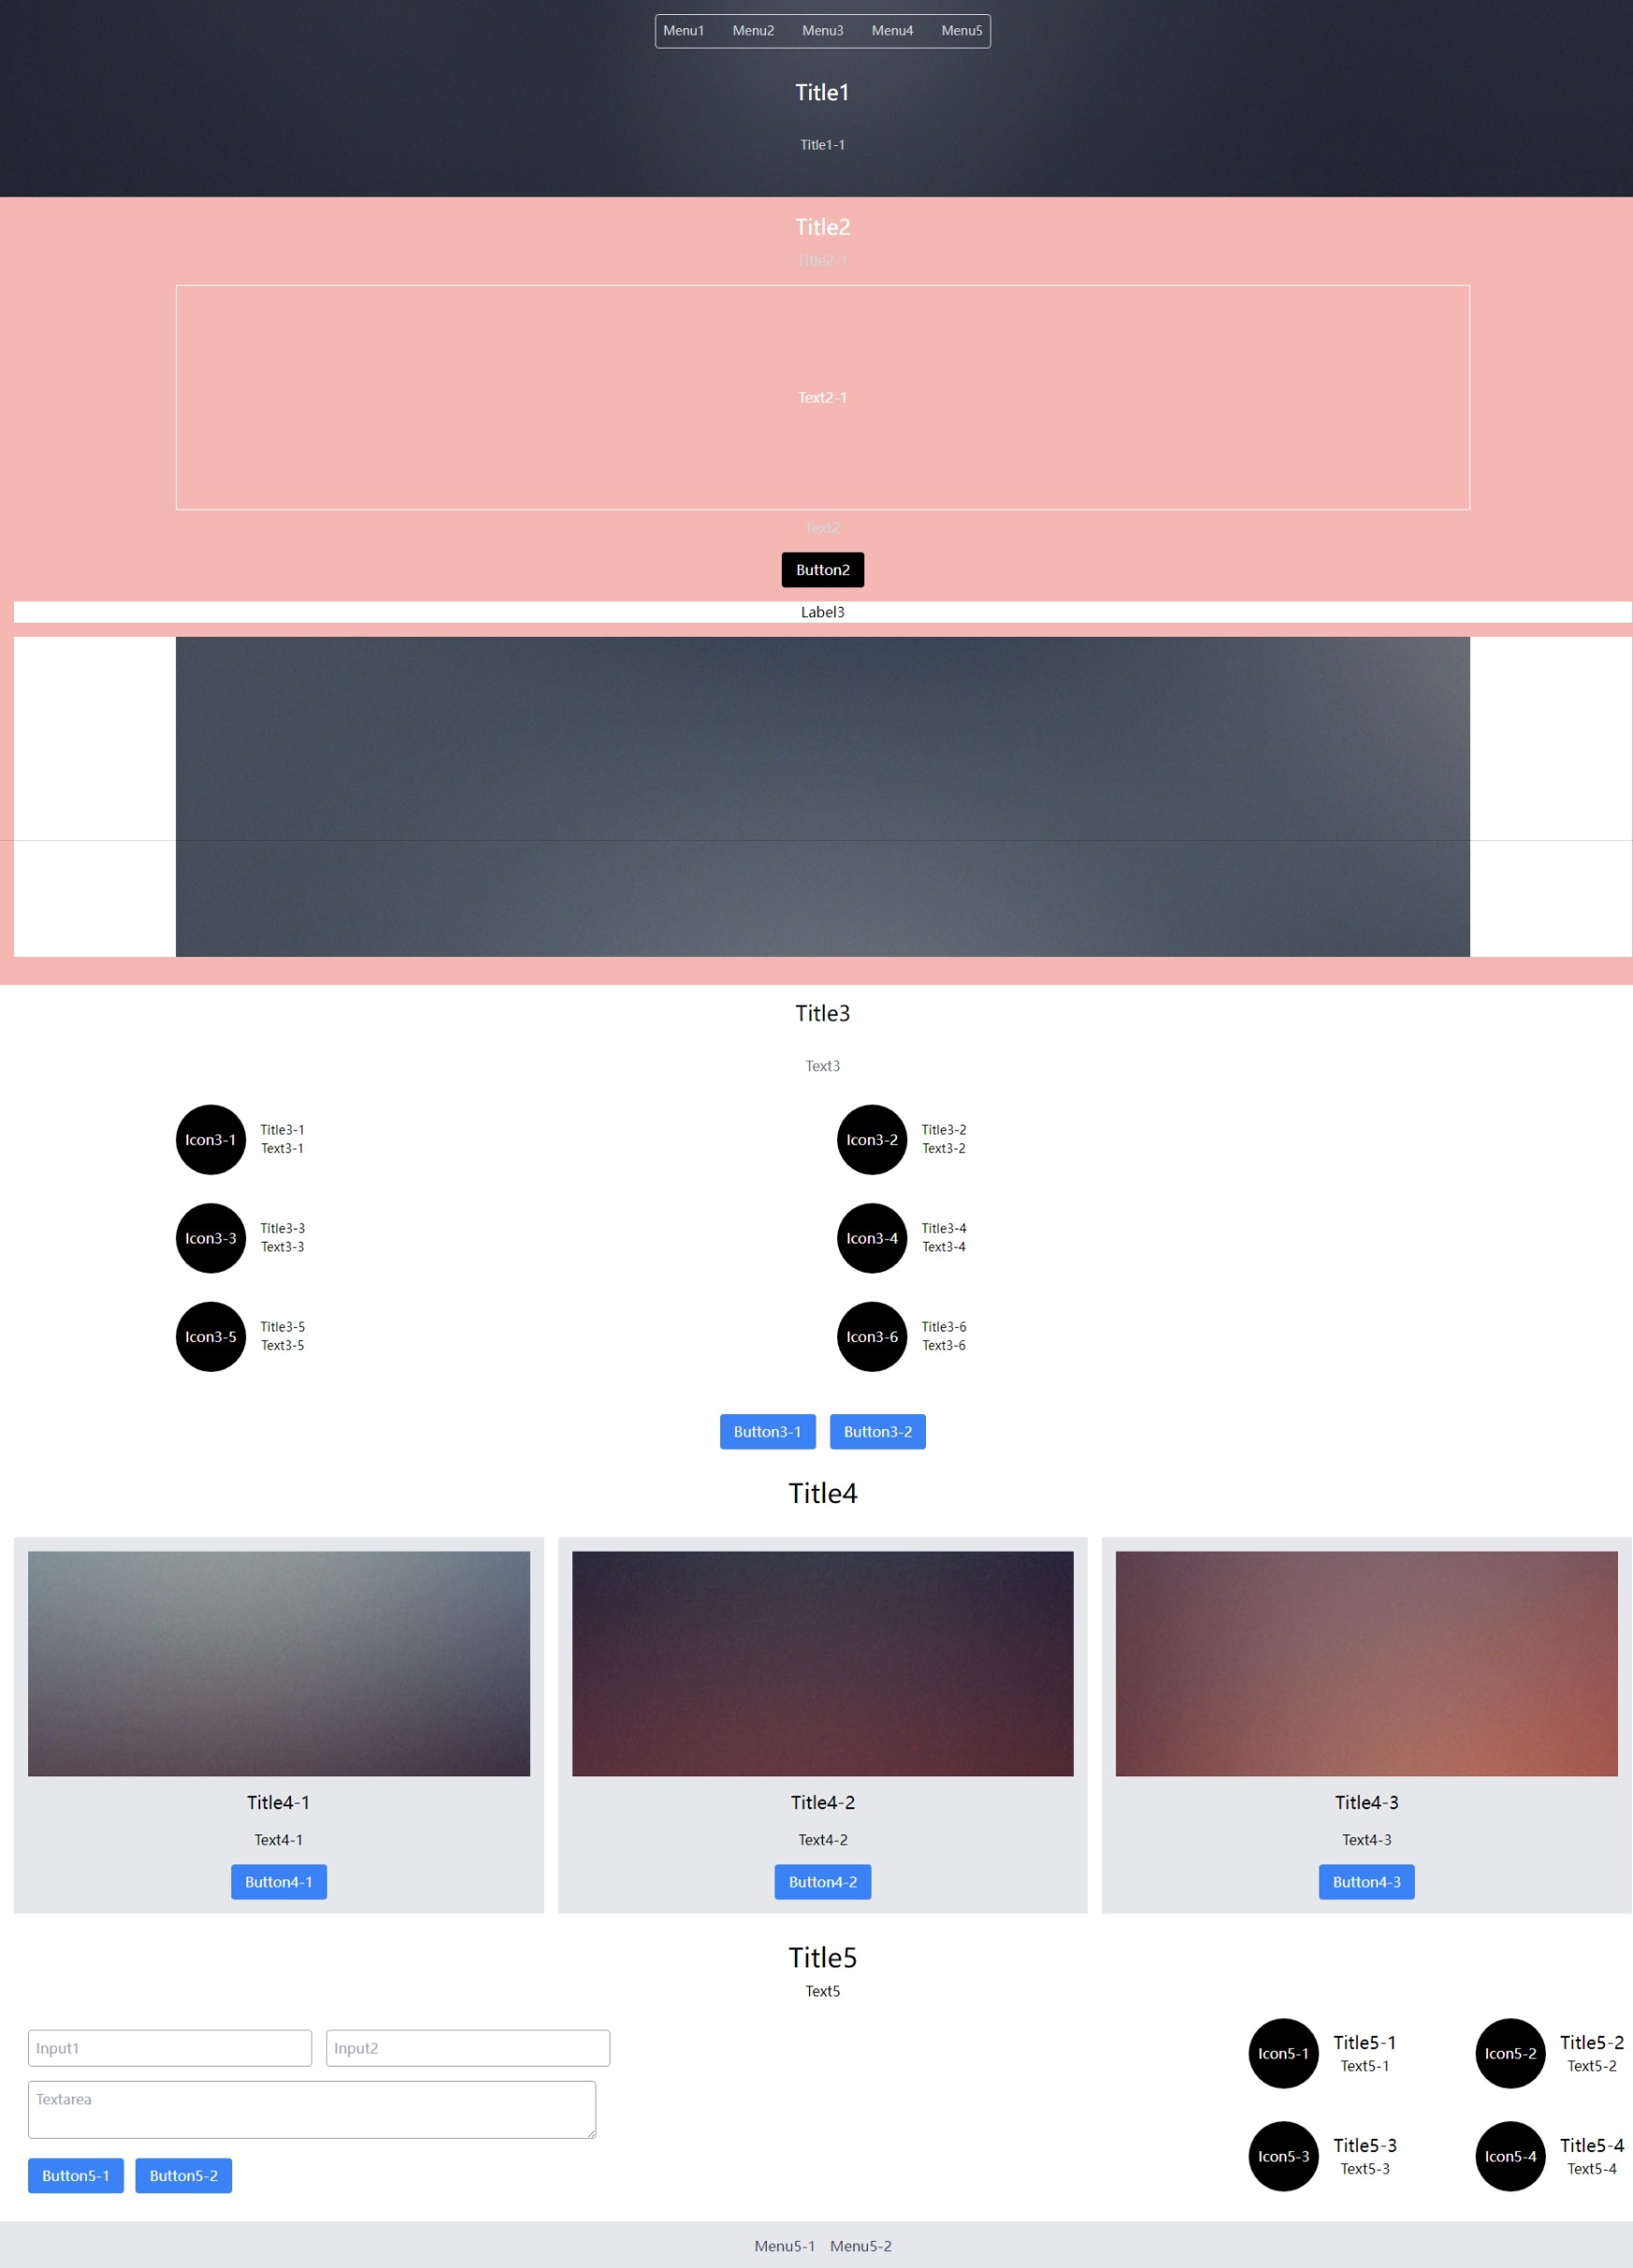 Menu1 Menu2 Menu3 Menu4 Menu5
Title1
Title1-1
Title2
Title2-1
Text2-1
Text2
Button2
Label3
Title3
Text3
Icon3-1
Title3-1
Text3-1
Icon3-2
Title3-2
Text3-2
Icon3-3
Title3-3
Text3-3
Icon3-4
Title3-4
Text3-4
Icon3-5
Title3-5
Text3-5
Icon3-6
Title3-6
Text3-6
Button3-1 Button3-2
Title4
Title4-1
Text4-1
Button4-1
Title4-2
Text4-2
Button4-2
Title4-3
Text4-3
Button4-3
Title5
Text5
Input1 Input2
Textarea
Button5-1 Button5-2
Icon5-1
Title5-1
Text5-1
Icon5-2
Title5-2
Text5-2
Icon5-3
Title5-3
Text5-3
Icon5-4
Title5-4
Text5-4
Menu5-1 Menu5-2